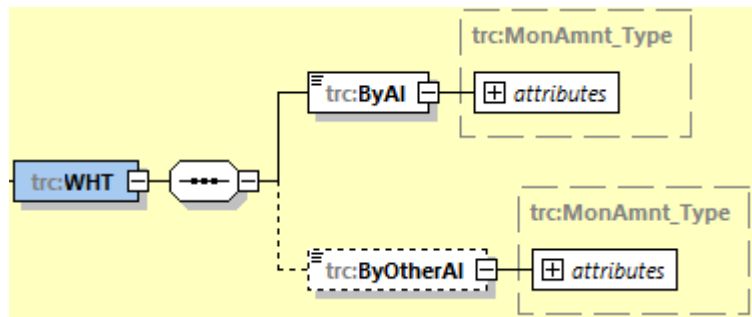 trc:MonAmnt_Type
trc:ByAI
attributes
trc:WHT
trc:MonAmnt_Type
trc:ByOtherAI
attributes